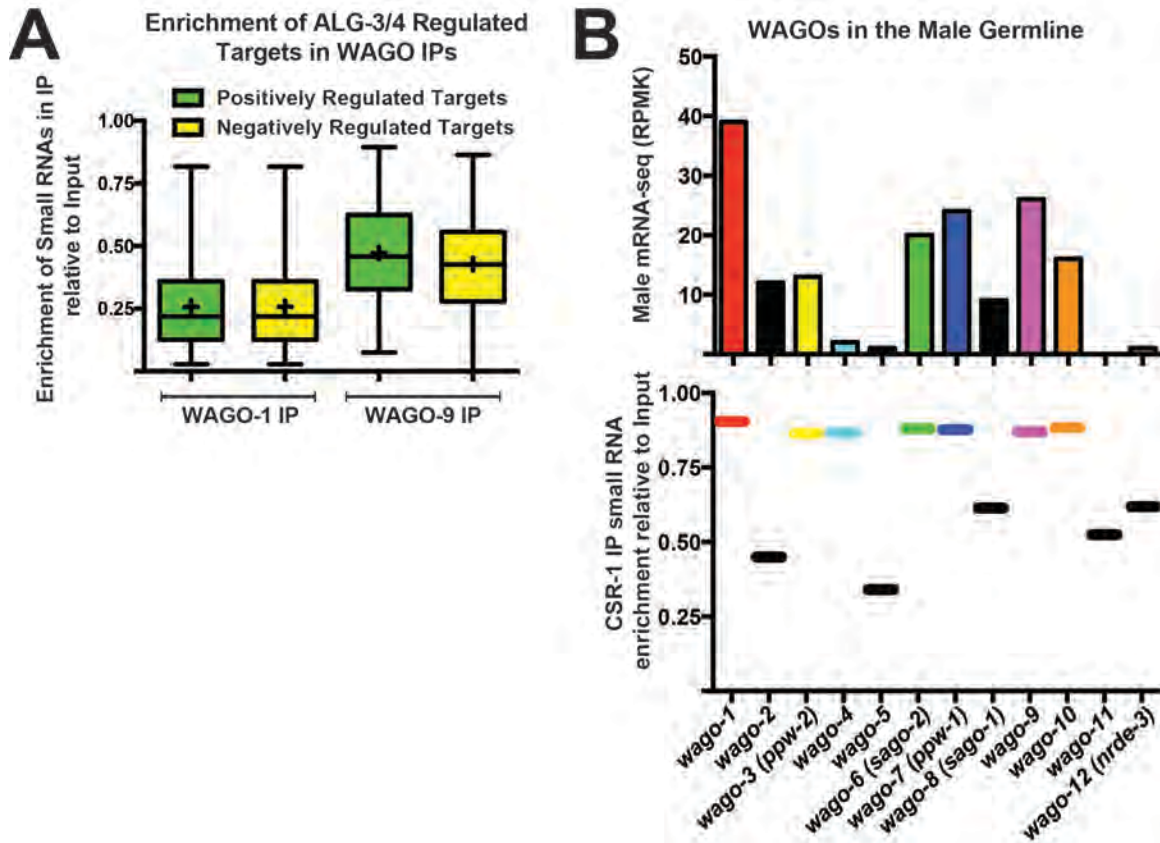 A
Enrichment of ALG-3/4 Regulated
Targets in WAGO IPs
Positively Regulated Targets
Negatively Regulated Targets
Enrichment of Small RNAs in IP
relative to Input
1.00
0.75
0.50
0.25
WAGO-1 IP
WAGO-9 IP
B
WAGOs in the Male Germline
Male mRNA-seq (RPMK)
50
40
30
20
10
CSR-1 IP small RNA
enrichment relative to Input
1.00
0.75
0.50
0.25
wago-1
wago-2
wago-3 (ppw-2)
wago-4
wago-5
wago-6 (sago-2)
wago-7 (ppw-1)
wago-8 (sago-1)
wago-9
wago-10
wago-11
wago-12 (nrde-3)